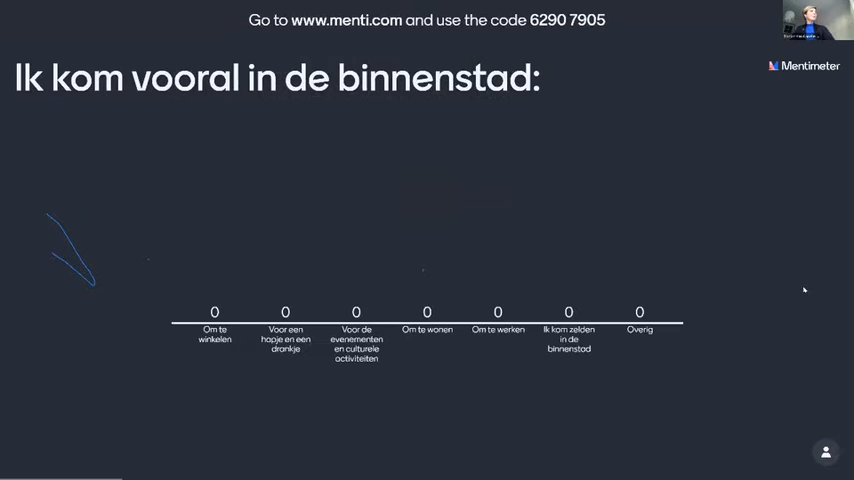 Go to www.menti.com and use the code 6290 7905
Mentimeter
Ik kom vooral in de binnenstad:
0 0 0 0 0 0 0
Om te
winkelen
Voor een
hapje en een
drankje
Voor de
evenementen
en culturele
activiteiten
Om te wonen
Om te werken
Ik kom zelden
in de
binnenstad
Overig